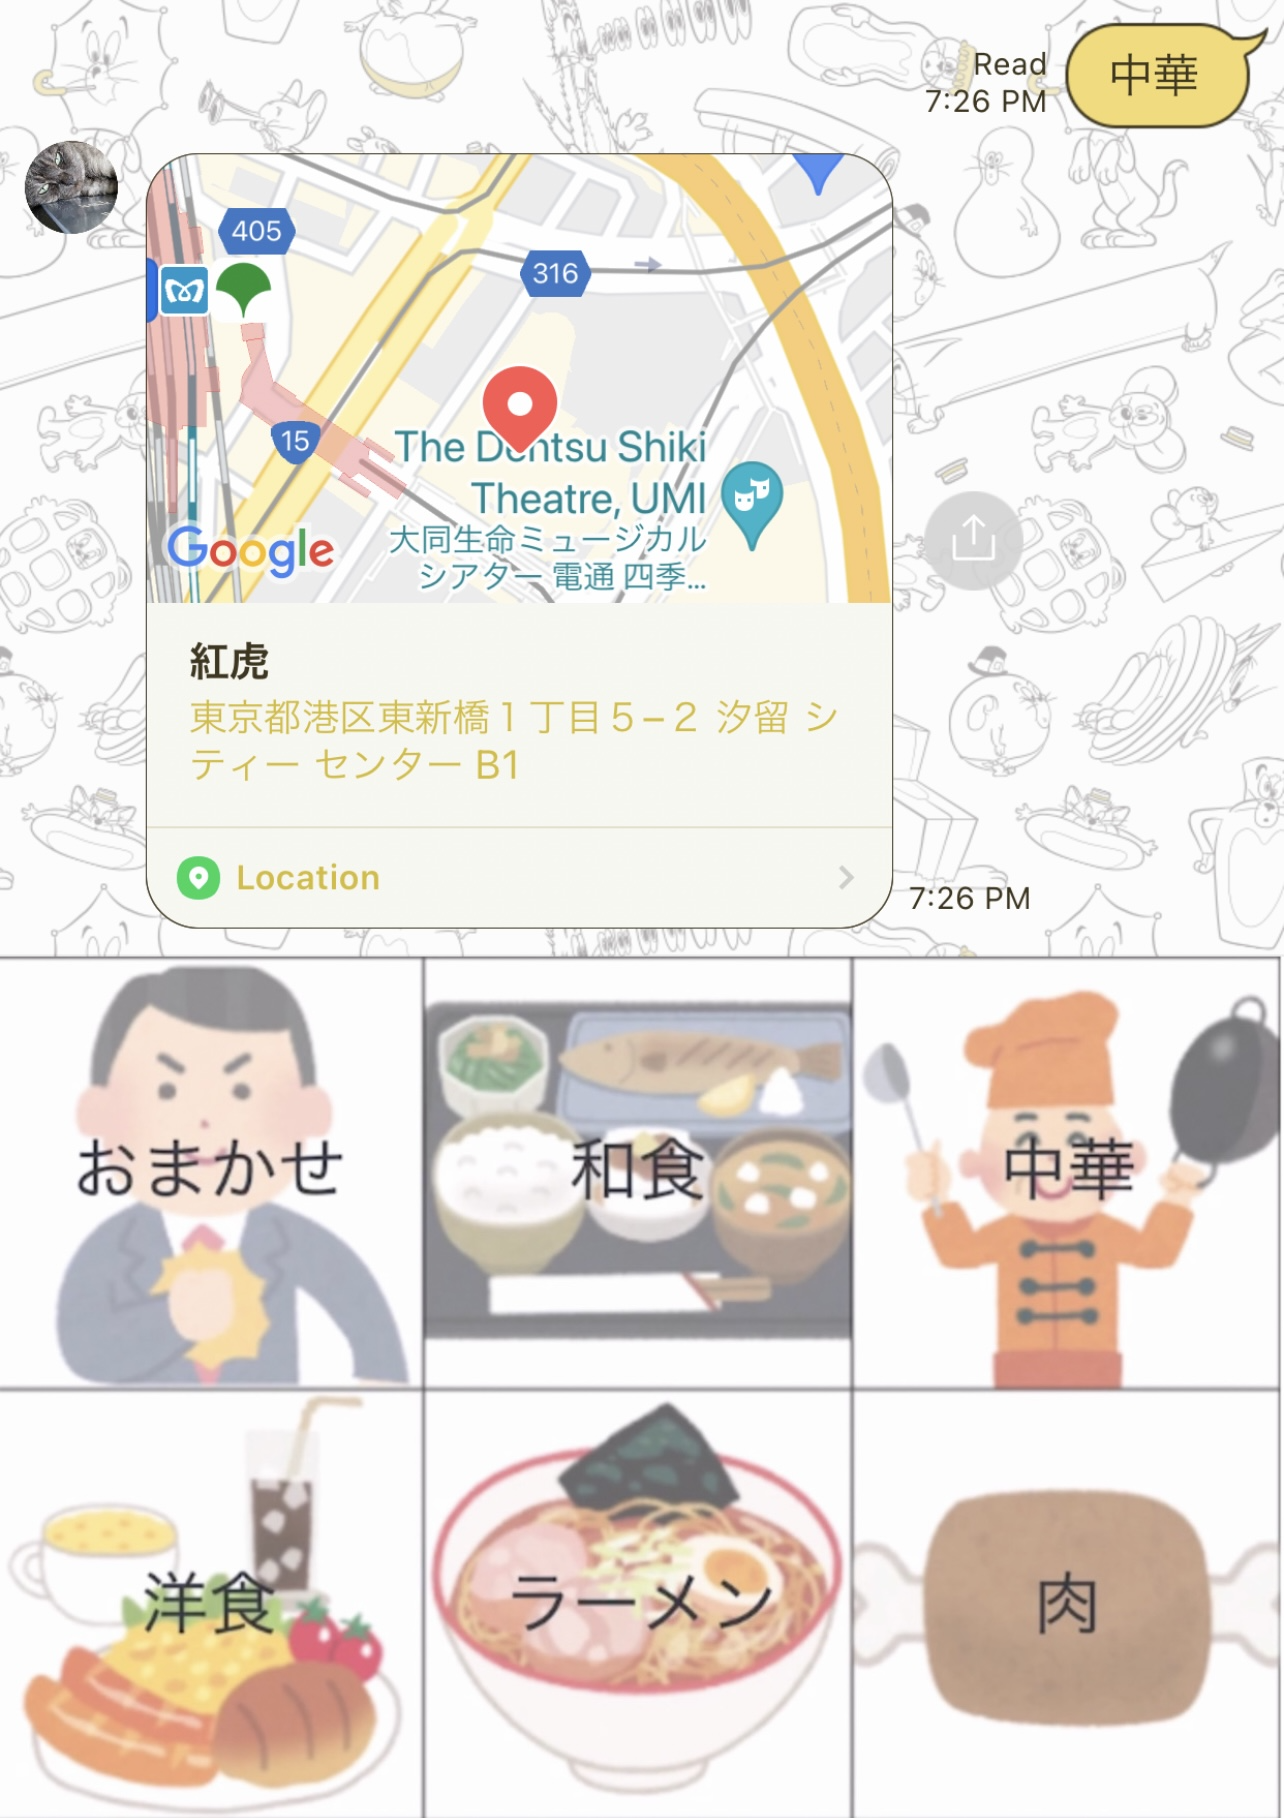 中華
Read
7:26 PM
405
316
15
The Dentsu Shiki
Theatre, UMI
大同生命ミュージカル
シアター 電通 四季...
Google
紅虎
東京都港区東新橋１丁目５−２ 汐留 シ
ティー センター B1
Location
7:26 PM
おまかせ
和食
中華
洋食
ラーメン
肉